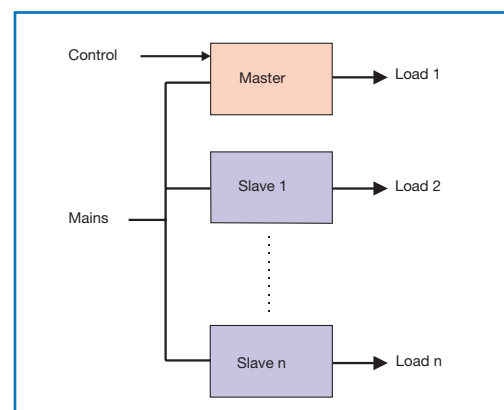 Control
Master
Load 1
Slave 1
Load 2
Mains
Slave n
Load n